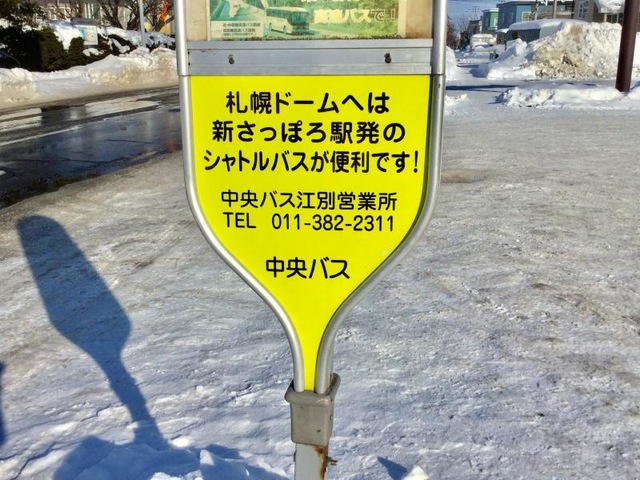 札幌ドームへは
新さっぽろ駅発の
シャトルバスが便利です!
中央バス江別営業所
TEL 011-382-2311
中央バス